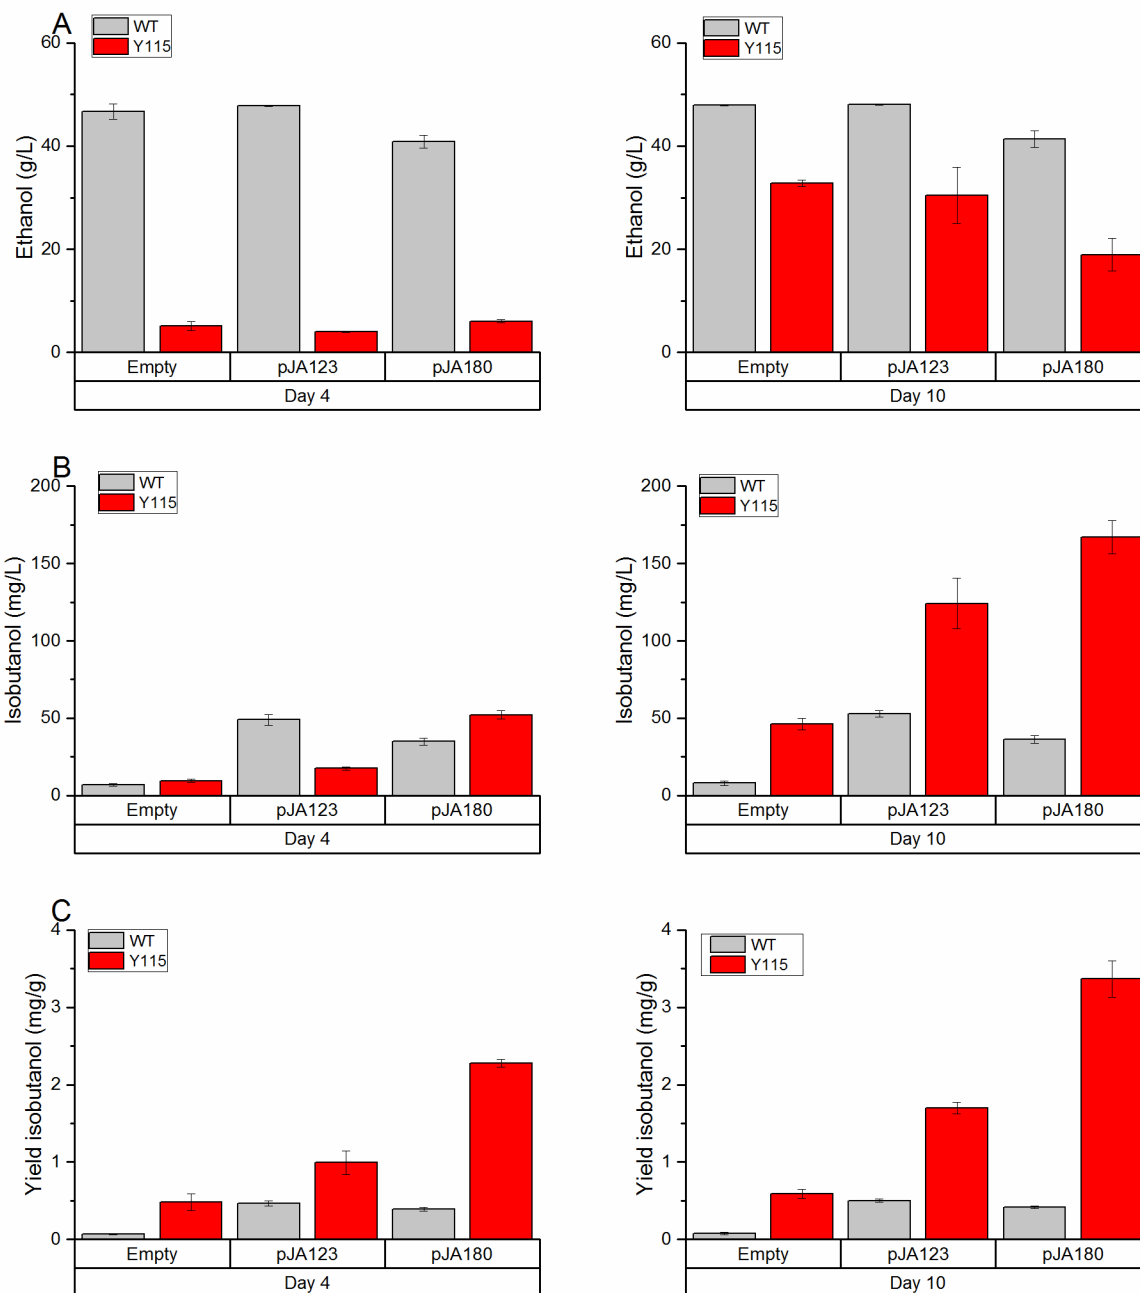 A
WT
Y115
60
40
20
0
Ethanol (g/L)
Empty pJA123 pJA180
Day 4
WT
Y115
60
40
20
0
Ethanol (g/L)
Empty pJA123 pJA180
Day 10
B
WT
Y115
200
150
100
50
0
Isobutanol (mg/L)
Empty pJA123 pJA180
Day 4
WT
Y115
200
150
100
50
0
Isobutanol (mg/L)
Empty pJA123 pJA180
Day 10
C
WT
Y115
4
3
2
1
0
Yield isobutanol (mg/g)
Empty pJA123 pJA180
Day 4
WT
Y115
4
3
2
1
0
Yield isobutanol (mg/g)
Empty pJA123 pJA180
Day 10